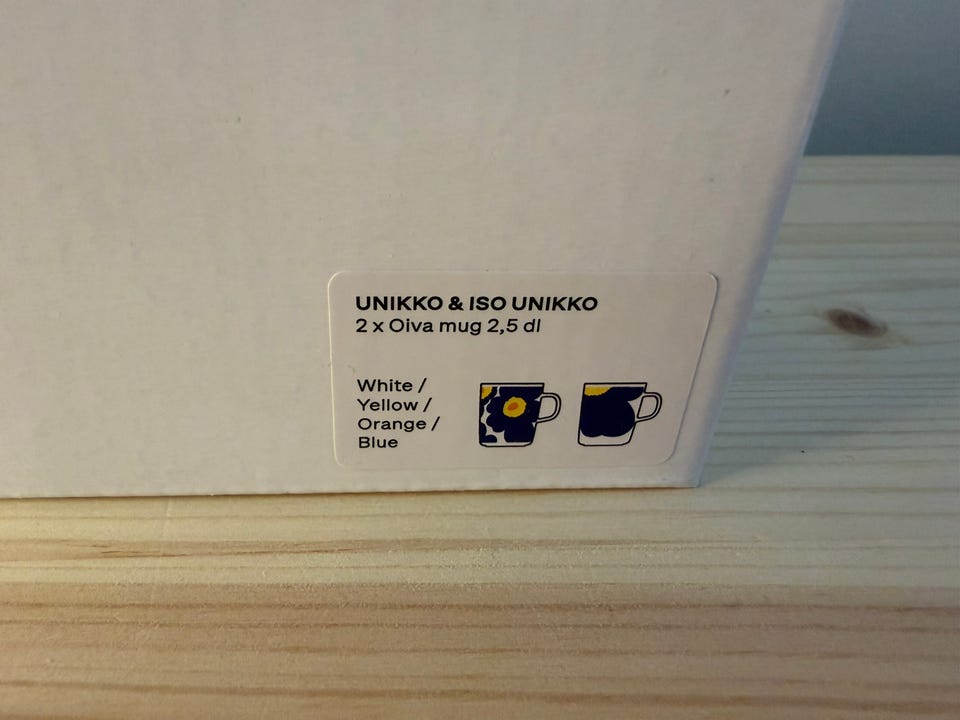 UNIKKO & ISO UNIKKO
2 x Oiva mug 2,5 dl
White /
Yellow /
Orange /
Blue